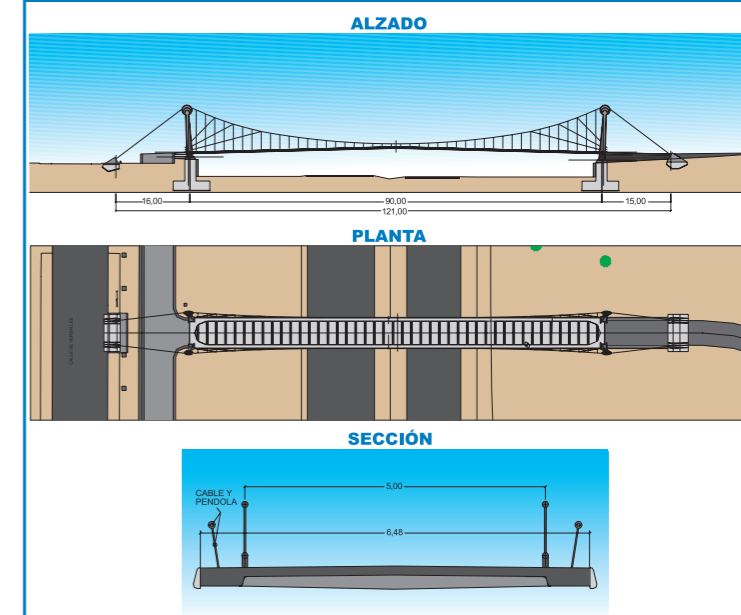 ALZADO
16,00
90,00
15,00
121,00
PLANTA
SECCIÓN
5,00
CABLE Y
PENDOLA
6,48